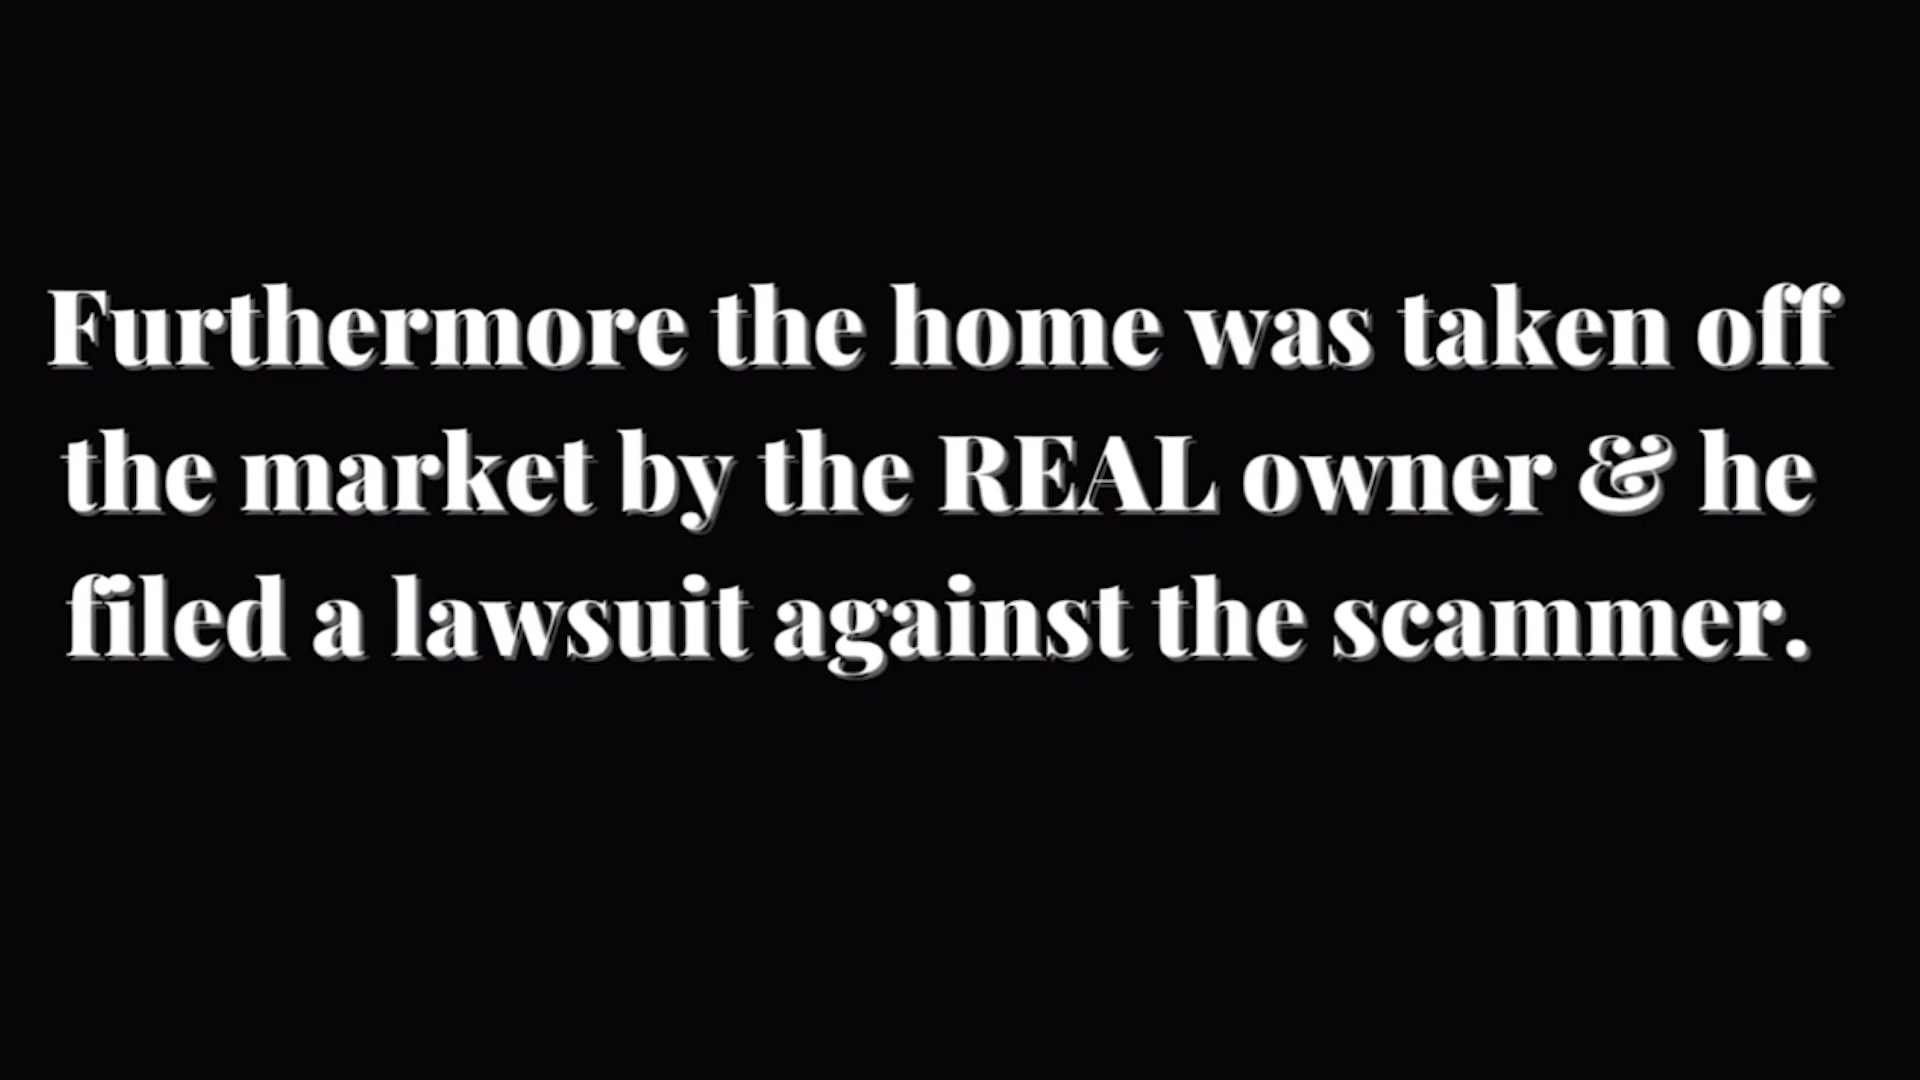 Furthermore the home was taken off
the market by the REAL owner & he
filed a lawsuit against the scammer.